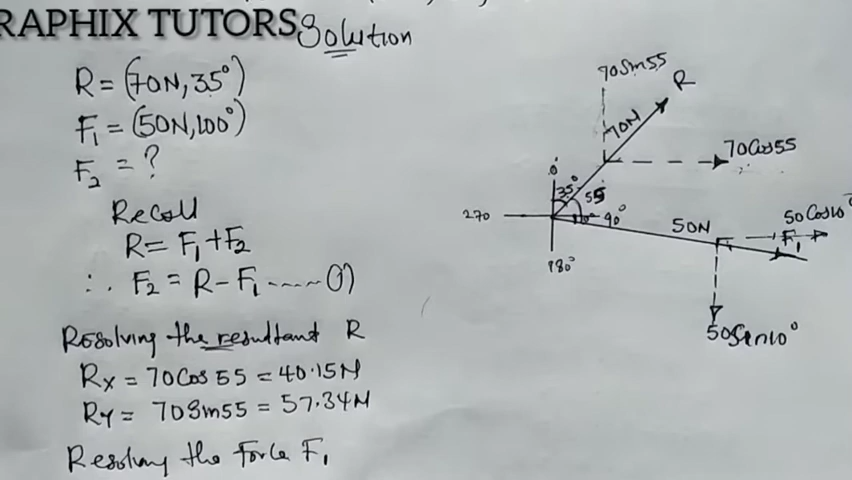 RAPHIX TUTORS
Solution
R = (70N, 35°)
F₁ = (50N, 100°)
F₂ = ?
Recall
R = F₁ + F₂
∴ F₂ = R - F₁ ------ (1)
Resolving the resultant R
Rx = 70Cos55 = 40.15N
RY = 70Sin55 = 57.34N
Resolving the Force F₁
70Sin55
R
70N
70Cos55
0°
35°
55
270
10°
90°
50N
50Cos10°
F₁
180°
50Sin10°